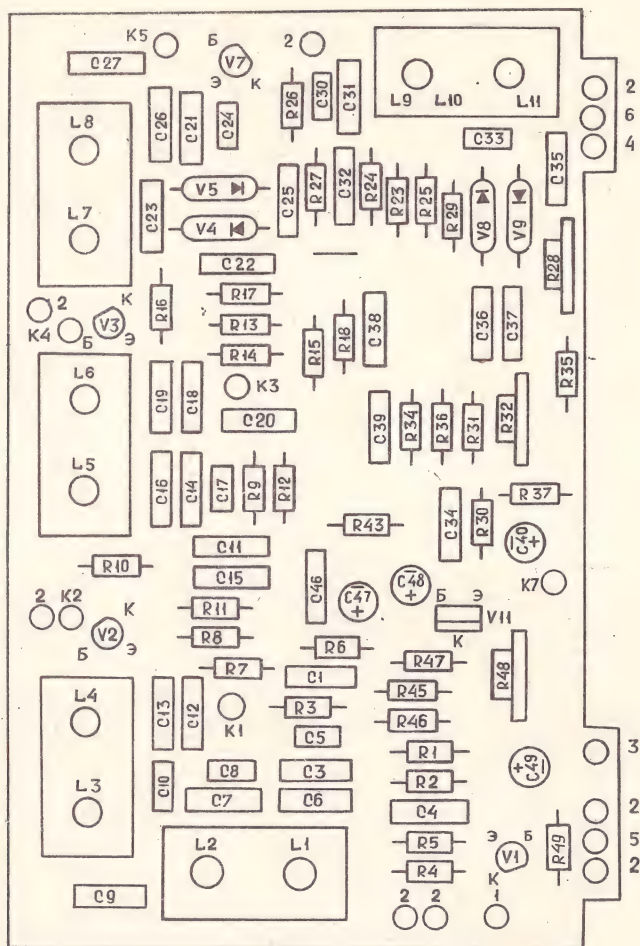 K5
Б
V7
Э
К
2
C27
R26
C30
C31
L9
L10
L11
2
6
4
L8
L7
C26
C21
C24
C33
C35
C23
V5
V4
C25
R27
C32
R24
R23
R25
R29
V8
V9
R28
C22
R17
R13
R14
R16
2
K4
Б
V3
К
Э
R15
R18
C38
C36
C37
R35
L6
L5
C19
C18
K3
C20
C39
R34
R36
R31
R32
C16
C14
C17
R9
R12
R43
C34
R30
R37
C40
+
R10
C11
C15
C46
C47
+
C48
+
K7
2
K2
V2
К
Б
Э
R11
R8
R6
Б
Э
V11
К
R7
C1
R47
R48
L4
L3
C13
C12
K1
R3
R45
R46
C5
R1
3
C10
C8
C3
R2
+
C49
C7
C6
C4
2
L2
L1
R5
Э
Б
V1
К
R49
5
C9
R4
2
2
2
1